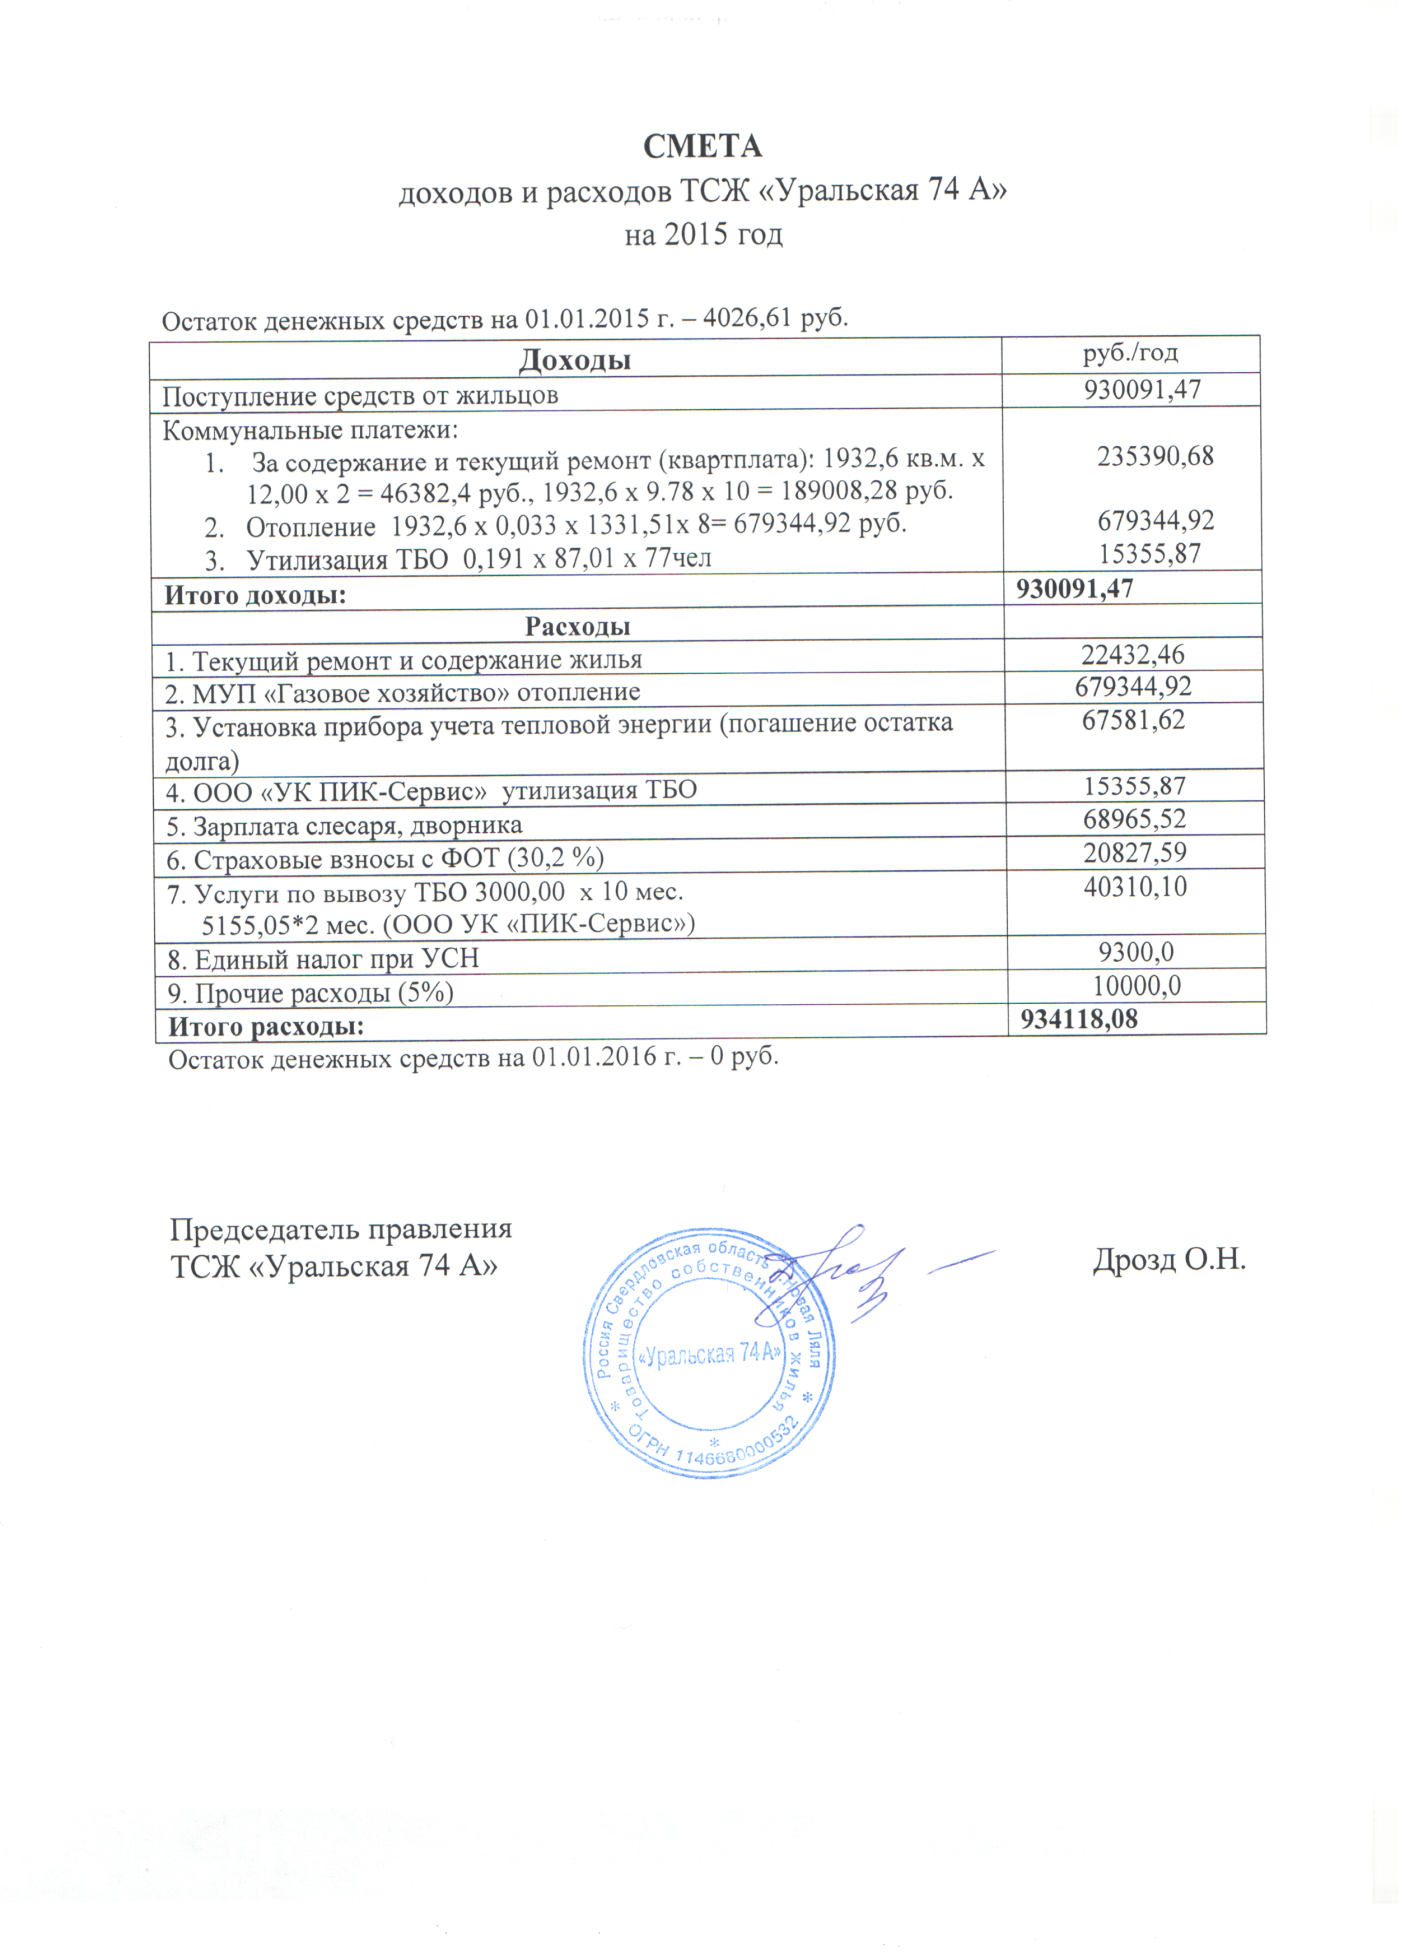 СМЕТА
доходов и расходов ТСЖ «Уральская 74 А»
на 2015 год
Остаток денежных средств на 01.01.2015 г. – 4026,61 руб.
Доходы руб./год
Поступление средств от жильцов 930091,47
Коммунальные платежи:
1. За содержание и текущий ремонт (квартплата): 1932,6 кв.м. х 235390,68
12,00 х 2 = 46382,4 руб., 1932,6 х 9.78 х 10 = 189008,28 руб.
2. Отопление 1932,6 х 0,033 х 1331,51х 8= 679344,92 руб. 679344,92
3. Утилизация ТБО 0,191 х 87,01 х 77чел 15355,87
Итого доходы: 930091,47
Расходы
1. Текущий ремонт и содержание жилья 22432,46
2. МУП «Газовое хозяйство» отопление 679344,92
3. Установка прибора учета тепловой энергии (погашение остатка 67581,62
долга)
4. ООО «УК ПИК-Сервис» утилизация ТБО 15355,87
5. Зарплата слесаря, дворника 68965,52
6. Страховые взносы с ФОТ (30,2 %) 20827,59
7. Услуги по вывозу ТБО 3000,00 х 10 мес. 40310,10
5155,05*2 мес. (ООО УК «ПИК-Сервис»)
8. Единый налог при УСН 9300,0
9. Прочие расходы (5%) 10000,0
Итого расходы: 934118,08
Остаток денежных средств на 01.01.2016 г. – 0 руб.
Председатель правления
ТСЖ «Уральская 74 А» Дрозд О.Н.
Россия Свердловская область г.Новая Ляля
Товарищество собственников жилья
«Уральская 74А»
ОГРН 1146680000532